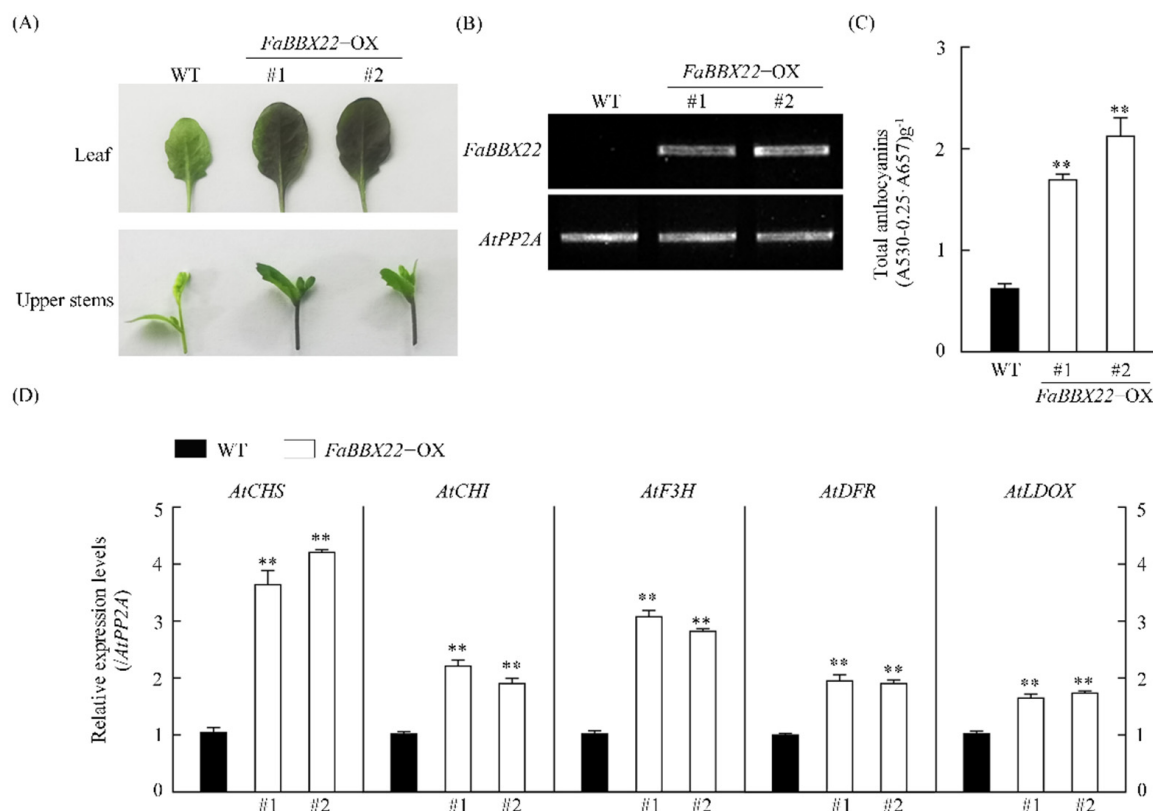 (A)
FaBBX22−OX
WT #1 #2
Leaf
Upper stems
(B)
FaBBX22−OX
WT #1 #2
FaBBX22
AtPP2A
(C)
Total anthocyanins
(A530-0.25·A657)g-1
3
2
1
0
** **
WT #1 #2
FaBBX22−OX
(D)
WT FaBBX22−OX
AtCHS AtCHI AtF3H AtDFR AtLDOX
Relative expression levels
(/AtPP2A)
5 5
4 4
3 3
2 2
1 1
0 0
** ** ** ** ** ** ** ** ** **
#1 #2 #1 #2 #1 #2 #1 #2 #1 #2